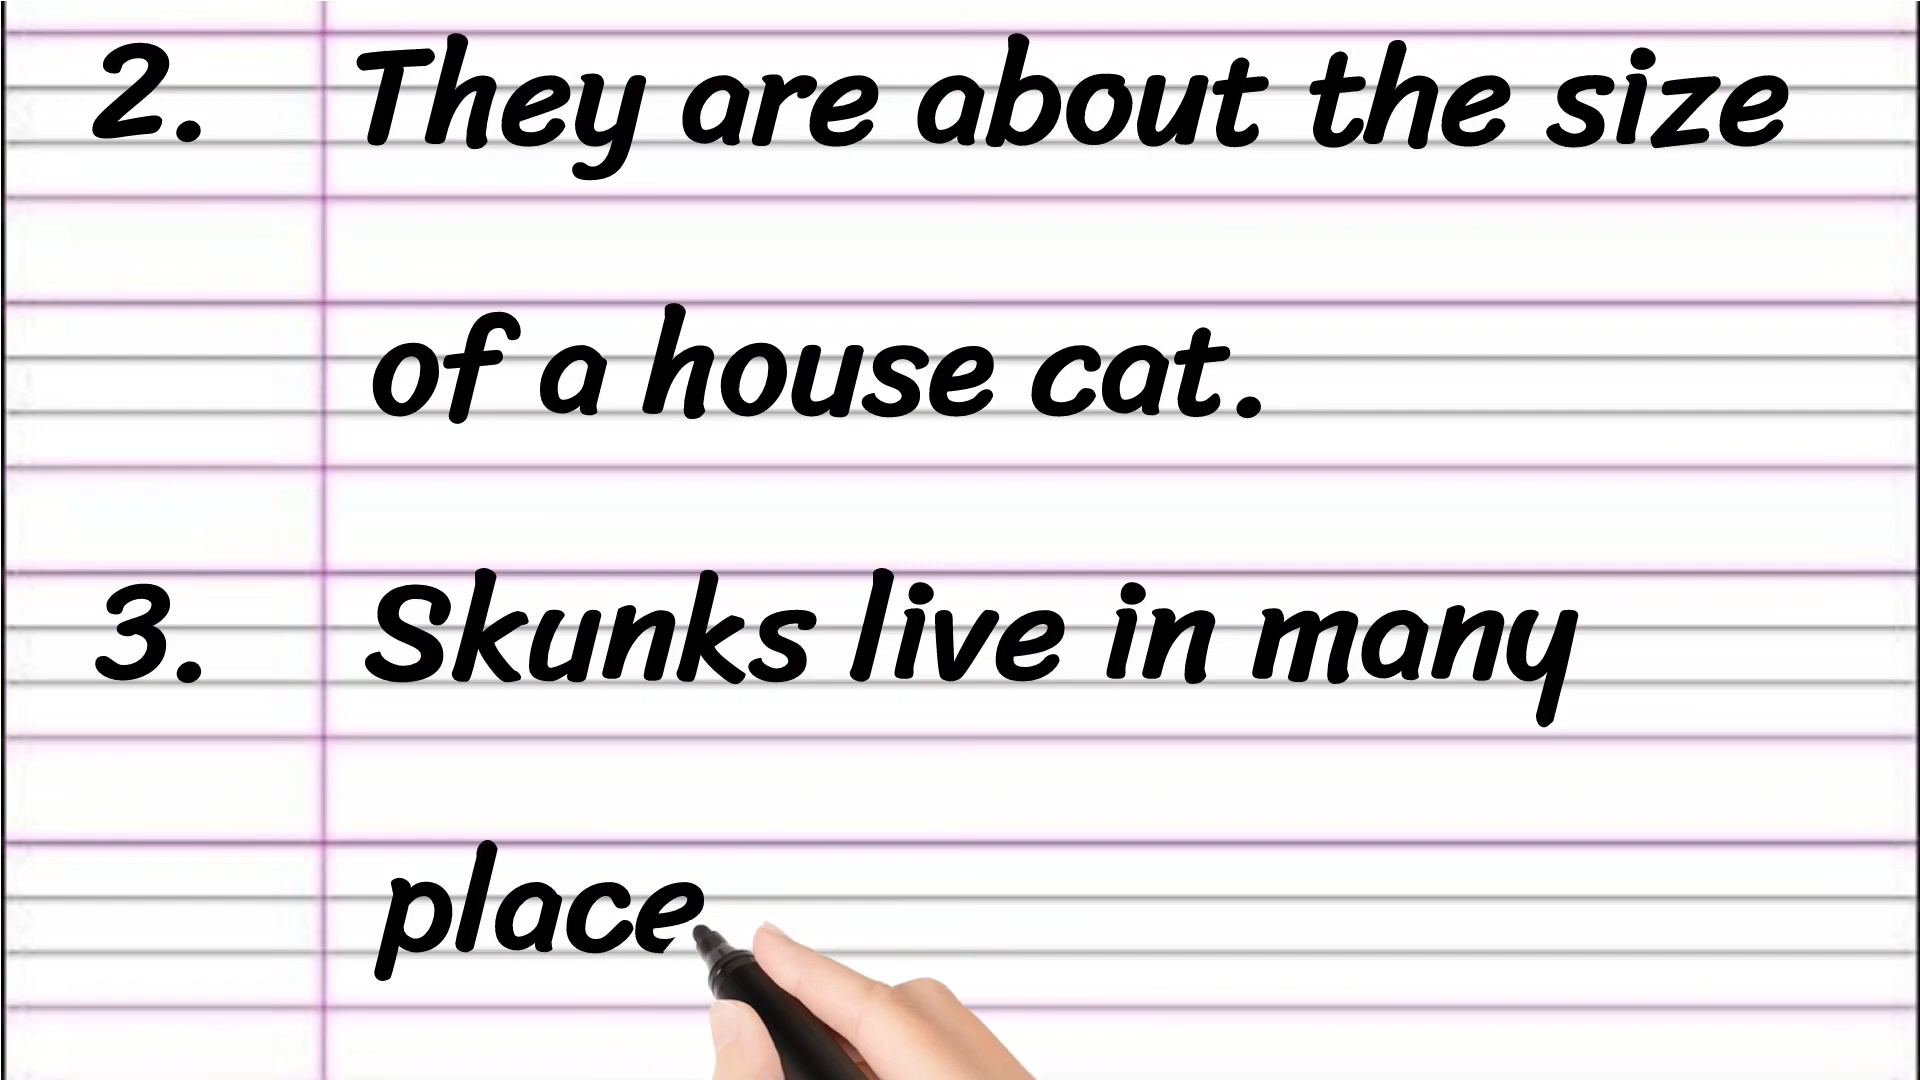 2. They are about the size
of a house cat.
3. Skunks live in many
place